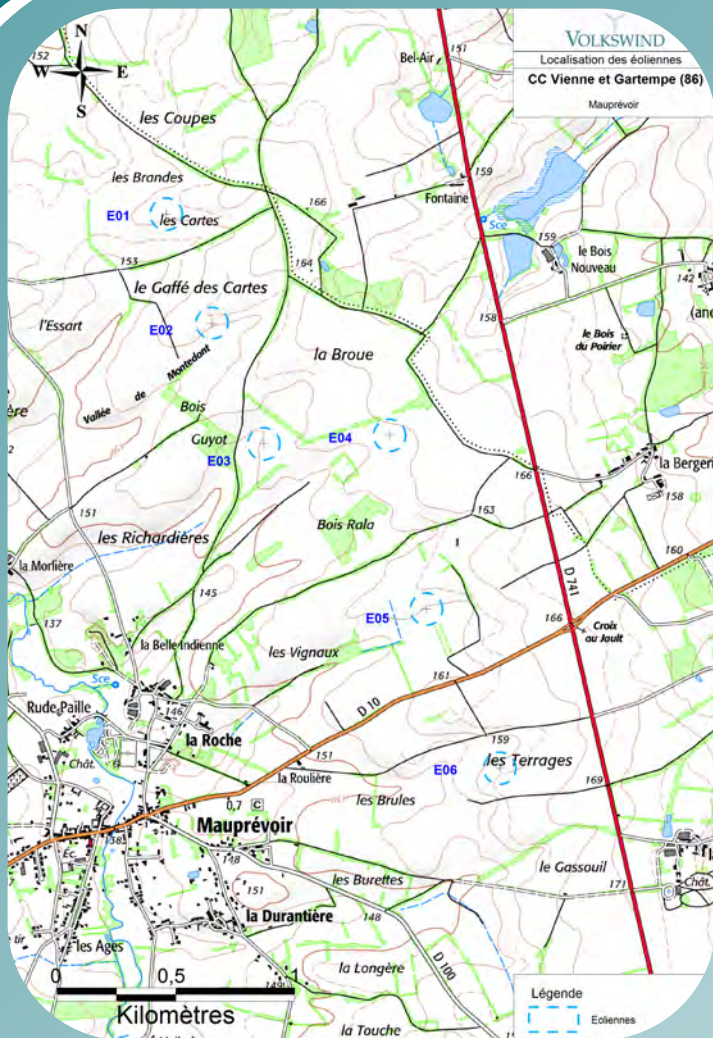 VOLKSWIND
Localisation des éoliennes
CC Vienne et Gartempe (86)
Mauprévoir
N
W E
S
152
Bel-Air
151
les Coupes
les Brandes
159
Fontaine
166
E01
les Cartes
Sce
159
le Bois
Nouveau
153
164
142
le Gaffé des Cartes
158
l'Essart
E02
le Bois
du Poirier
Vallée de Montedont
la Broue
Bois
Guyot
E03
E04
166
la Bergeri
158
163
151
Bois Rala
les Richardières
160
la Morlière
D 741
145
137
E05
166
Croix
au Jault
la Belle Indienne
les Vignaux
Sce
161
146
D 10
Rude Paille
la Roche
159
151
les Terrages
Chât.
E06
la Roulière
169
0,7
C
les Brules
Mauprévoir
138
148
le Gassouil
les Burettes
171
Chât.
151
la Durantière
148
les Ages
D 100
la Longère
0 0,5 1
149
Kilomètres
la Touche
Légende
Eoliennes